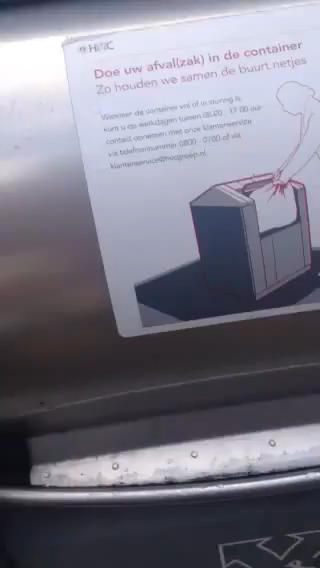 HVC
Doe uw afval(zak) in de container
Zo houden we samen de buurt netjes
Wanneer de container vol of in storing is,
kunt u op werkdagen tussen 08.00 - 17.00 uur
contact opnemen met onze klantenservice
via telefoonnummer 0800 - 0700 of via
klantenservice@hvcgroep.nl